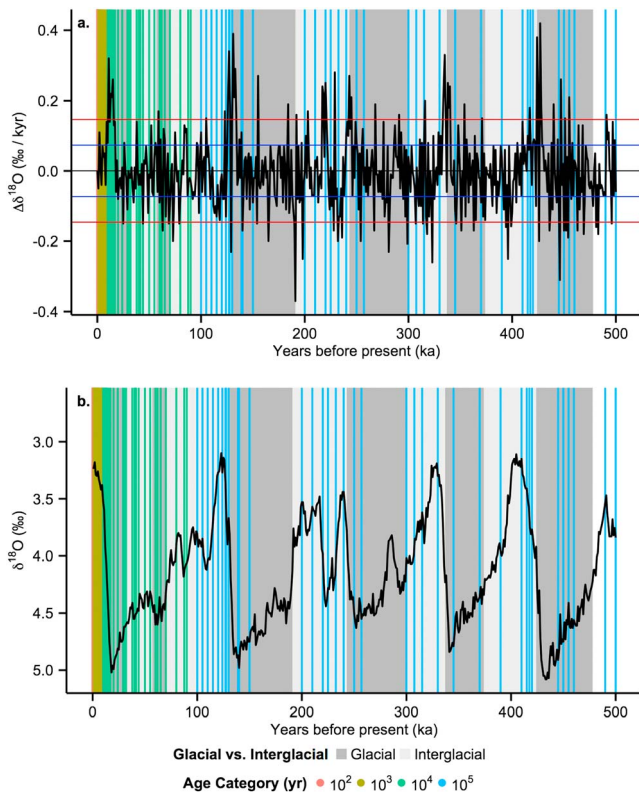 a.
0.4
0.2
0.0
-0.2
-0.4
Δδ¹⁸O (‰ / kyr)
0 100 200 300 400 500
Years before present (ka)
b.
3.0
3.5
4.0
4.5
5.0
δ¹⁸O (‰)
0 100 200 300 400 500
Years before present (ka)
Glacial vs. Interglacial Glacial Interglacial
Age Category (yr) 10² 10³ 10⁴ 10⁵